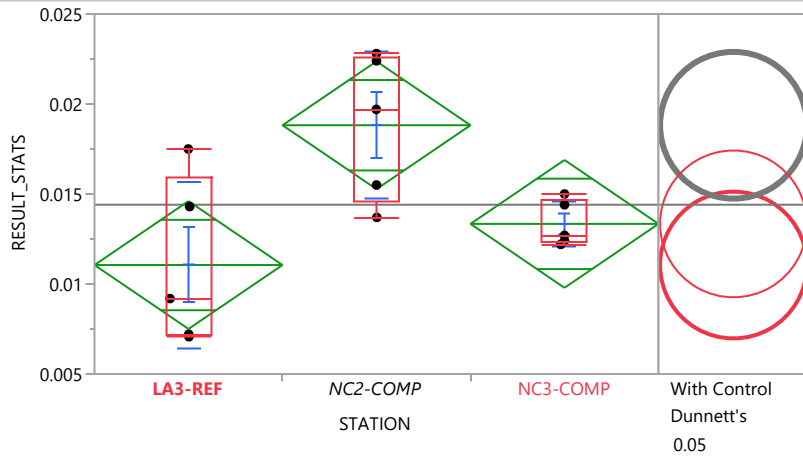 0.025
0.02
0.015
0.01
0.005
RESULT_STATS
LA3-REF
NC2-COMP
NC3-COMP
STATION
With Control
Dunnett's
0.05